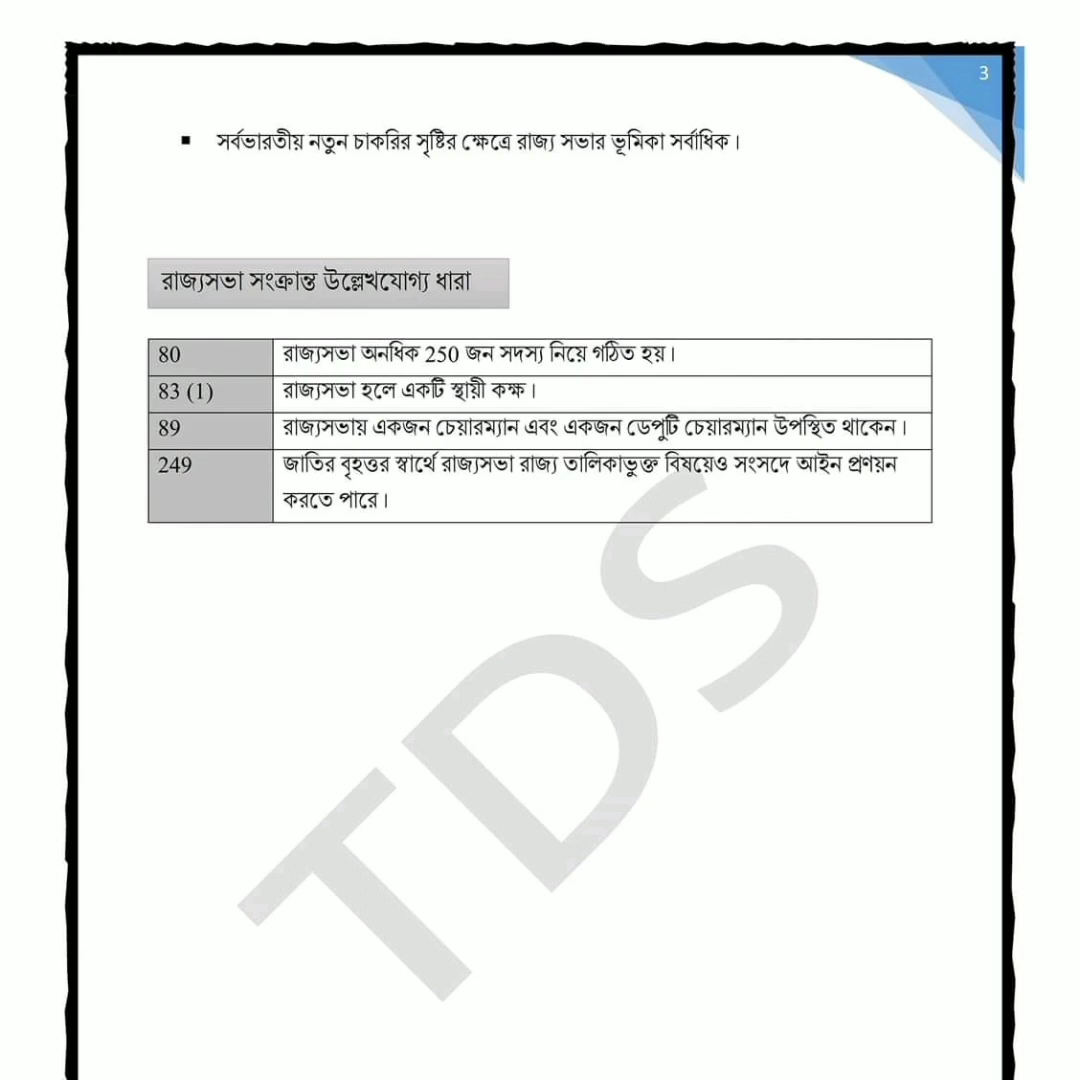 3
▪ সর্বভারতীয় নতুন চাকরির সৃষ্টির ক্ষেত্রে রাজ্য সভার ভূমিকা সর্বাধিক।
রাজ্যসভা সংক্রান্ত উল্লেখযোগ্য ধারা
80 রাজ্যসভা অনধিক 250 জন সদস্য নিয়ে গঠিত হয়।
83 (1) রাজ্যসভা হলে একটি স্থায়ী কক্ষ।
89 রাজ্যসভায় একজন চেয়ারম্যান এবং একজন ডেপুটি চেয়ারম্যান উপস্থিত থাকেন।
249 জাতির বৃহত্তর স্বার্থে রাজ্যসভা রাজ্য তালিকাভুক্ত বিষয়েও সংসদে আইন প্রণয়ন
করতে পারে।
TDS